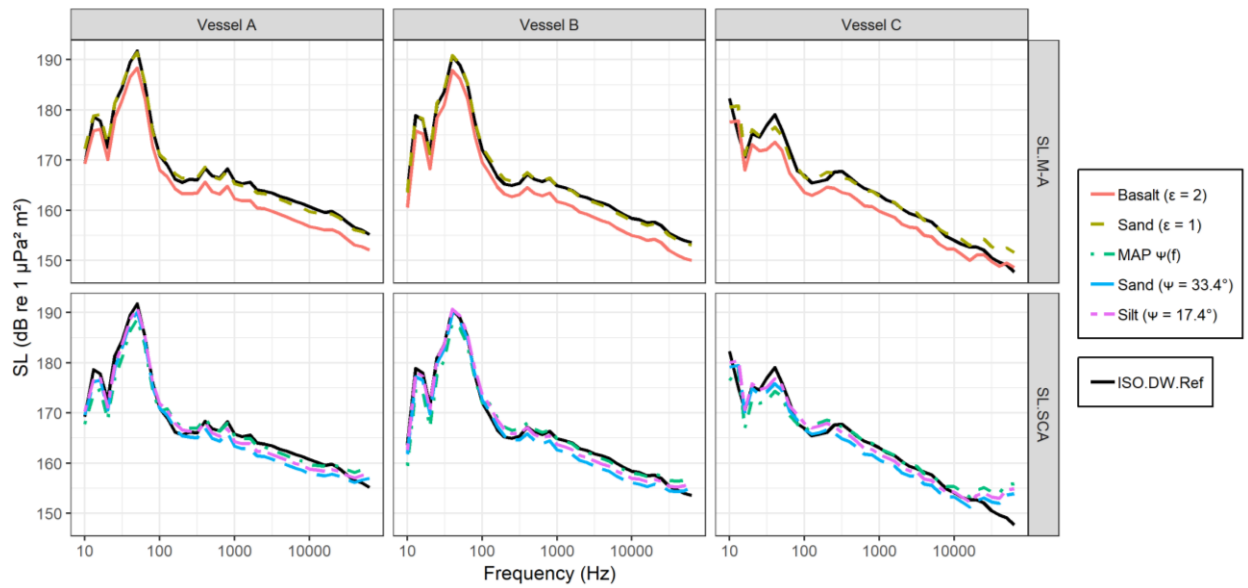 Vessel A
Vessel B
Vessel C
SL (dB re 1 µPa² m²)
190
180
170
160
150
SL.M-A
190
180
170
160
150
SL.SCA
10
100
1000
10000
10
100
1000
10000
10
100
1000
10000
Frequency (Hz)
Basalt (ε = 2)
Sand (ε = 1)
MAP Ψ(f)
Sand (Ψ = 33.4°)
Silt (Ψ = 17.4°)
ISO.DW.Ref